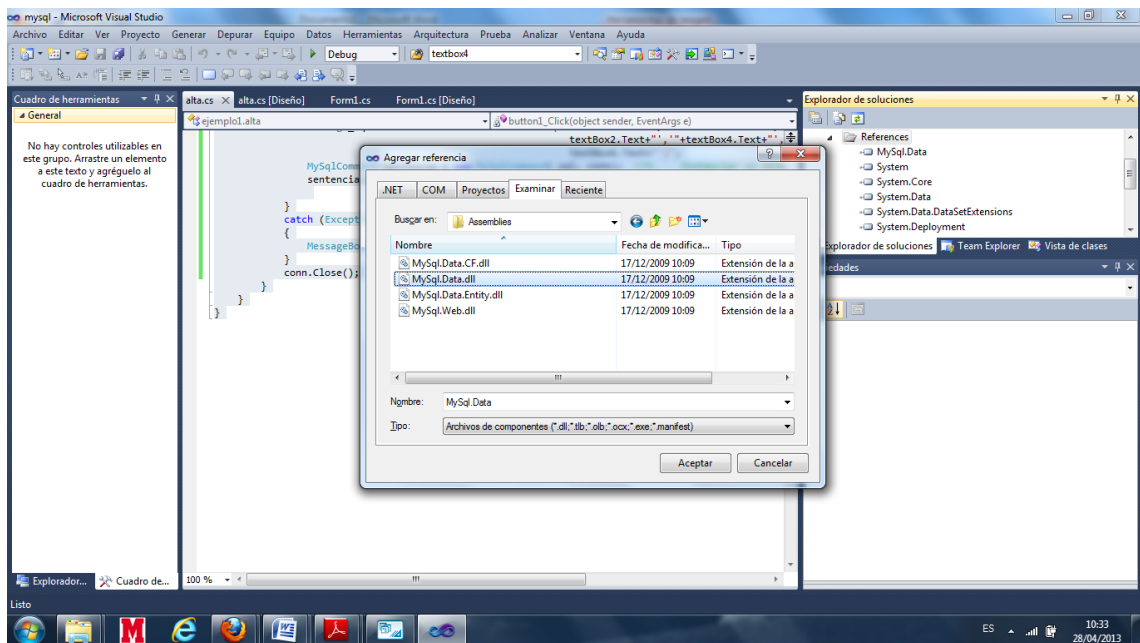 mysql - Microsoft Visual Studio
Archivo Editar Ver Proyecto Generar Depurar Equipo Datos Herramientas Arquitectura Prueba Analizar Ventana Ayuda
Debug textbox4
Cuadro de herramientas
General
No hay controles utilizables en
este grupo. Arrastre un elemento
a este texto y agréguelo al
cuadro de herramientas.
Explorador... Cuadro de...
alta.cs alta.cs [Diseño] Form1.cs Form1.cs [Diseño]
ejemplo1.alta button1_Click(object sender, EventArgs e)
textBox2.Text+"','"+textBox4.Text+"',
MySqlComm
sentencia
}
catch (Except
{
MessageBo
}
conn.Close();
}
}
}
100 %
Agregar referencia
.NET COM Proyectos Examinar Reciente
Buscar en: Assemblies
Nombre Fecha de modifica... Tipo
MySql.Data.CF.dll 17/12/2009 10:09 Extensión de la a
MySql.Data.dll 17/12/2009 10:09 Extensión de la a
MySql.Data.Entity.dll 17/12/2009 10:09 Extensión de la a
MySql.Web.dll 17/12/2009 10:09 Extensión de la a
Nombre: MySql.Data
Tipo: Archivos de componentes (*.dll;*.tlb;*.olb;*.ocx;*.exe;*.manifest)
Aceptar Cancelar
Explorador de soluciones
References
MySql.Data
System
System.Core
System.Data
System.Data.DataSetExtensions
System.Deployment
xplorador de soluciones Team Explorer Vista de clases
edades
Listo
ES 10:33
28/04/2013